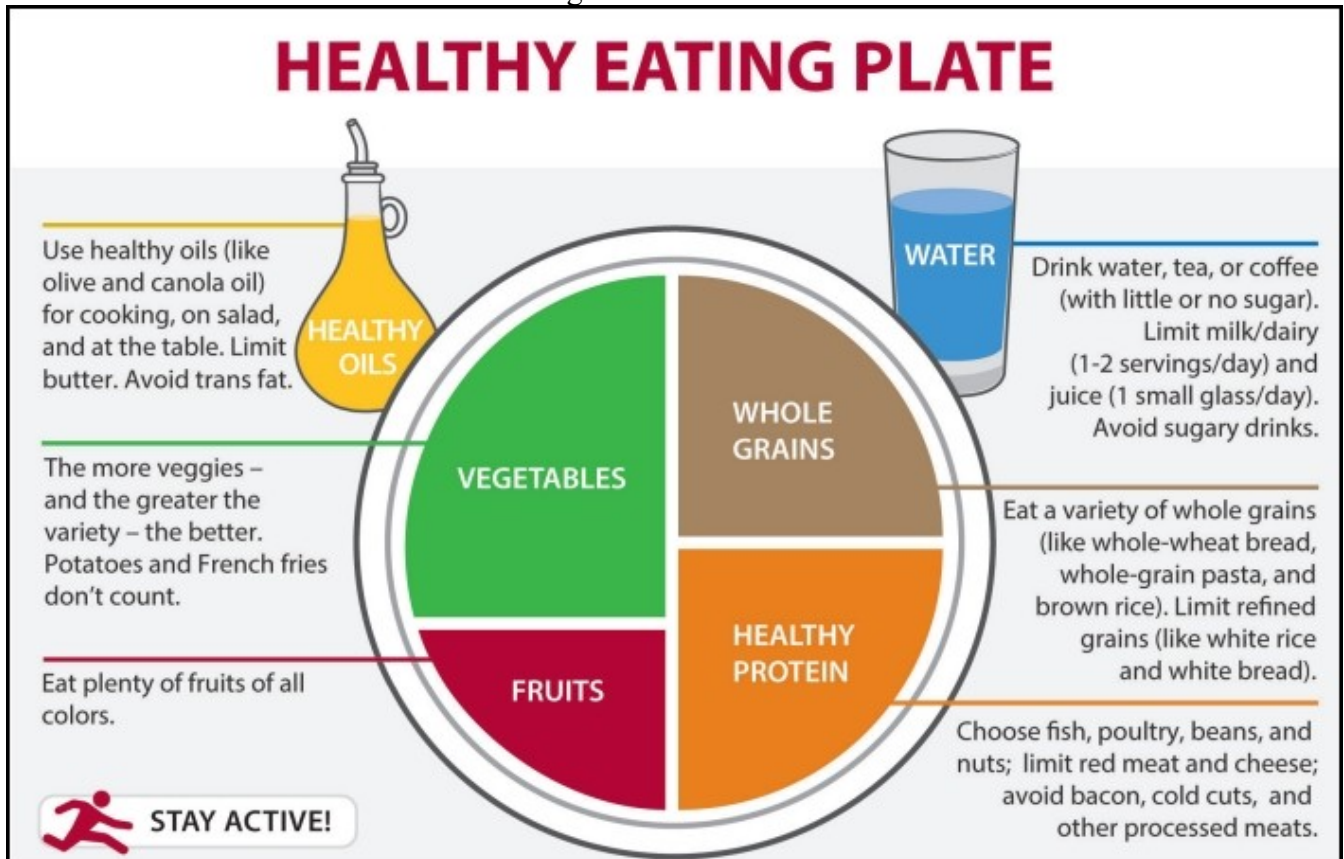 HEALTHY EATING PLATE
Use healthy oils (like
olive and canola oil)
for cooking, on salad,
and at the table. Limit
butter. Avoid trans fat.
HEALTHY
OILS
The more veggies –
and the greater the
variety – the better.
Potatoes and French fries
don’t count.
Eat plenty of fruits of all
colors.
STAY ACTIVE!
VEGETABLES
FRUITS
WHOLE
GRAINS
HEALTHY
PROTEIN
WATER
Drink water, tea, or coffee
(with little or no sugar).
Limit milk/dairy
(1-2 servings/day) and
juice (1 small glass/day).
Avoid sugary drinks.
Eat a variety of whole grains
(like whole-wheat bread,
whole-grain pasta, and
brown rice). Limit refined
grains (like white rice
and white bread).
Choose fish, poultry, beans, and
nuts; limit red meat and cheese;
avoid bacon, cold cuts, and
other processed meats.